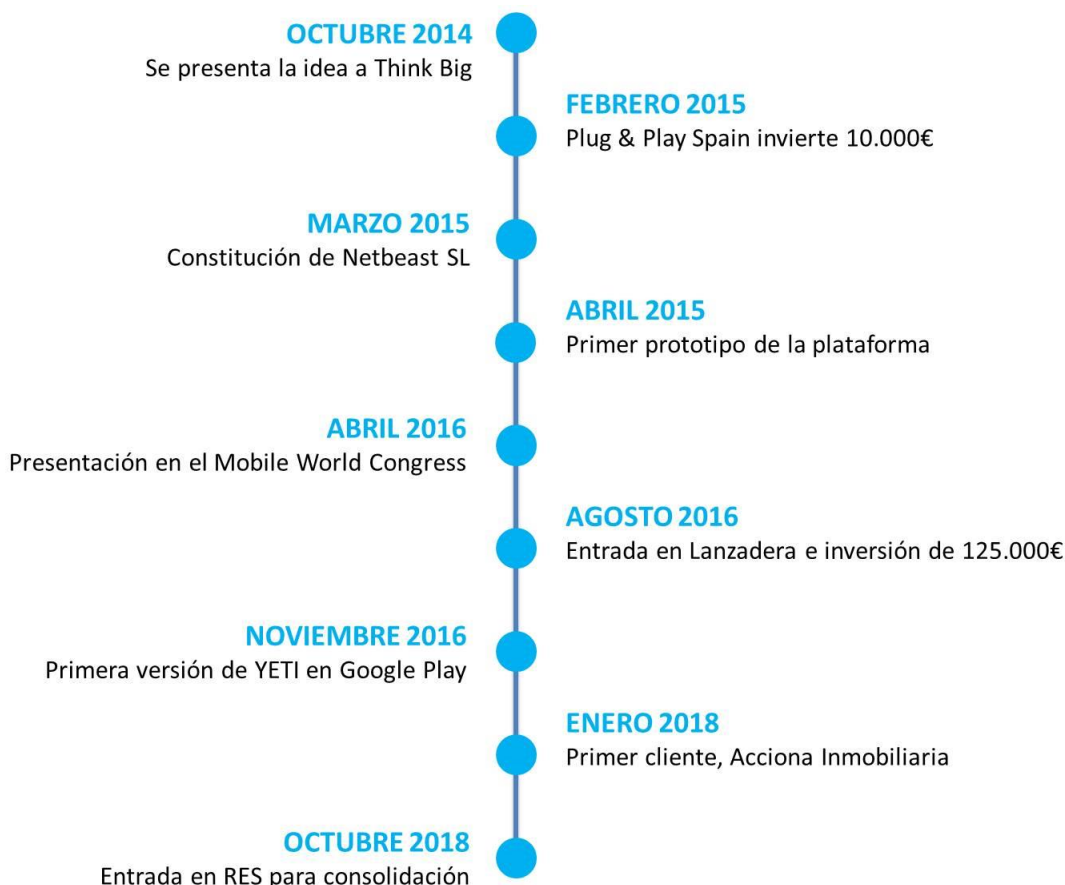 OCTUBRE 2014
Se presenta la idea a Think Big
FEBRERO 2015
Plug & Play Spain invierte 10.000€
MARZO 2015
Constitución de Netbeast SL
ABRIL 2015
Primer prototipo de la plataforma
ABRIL 2016
Presentación en el Mobile World Congress
AGOSTO 2016
Entrada en Lanzadera e inversión de 125.000€
NOVIEMBRE 2016
Primera versión de YETI en Google Play
ENERO 2018
Primer cliente, Acciona Inmobiliaria
OCTUBRE 2018
Entrada en RES para consolidación